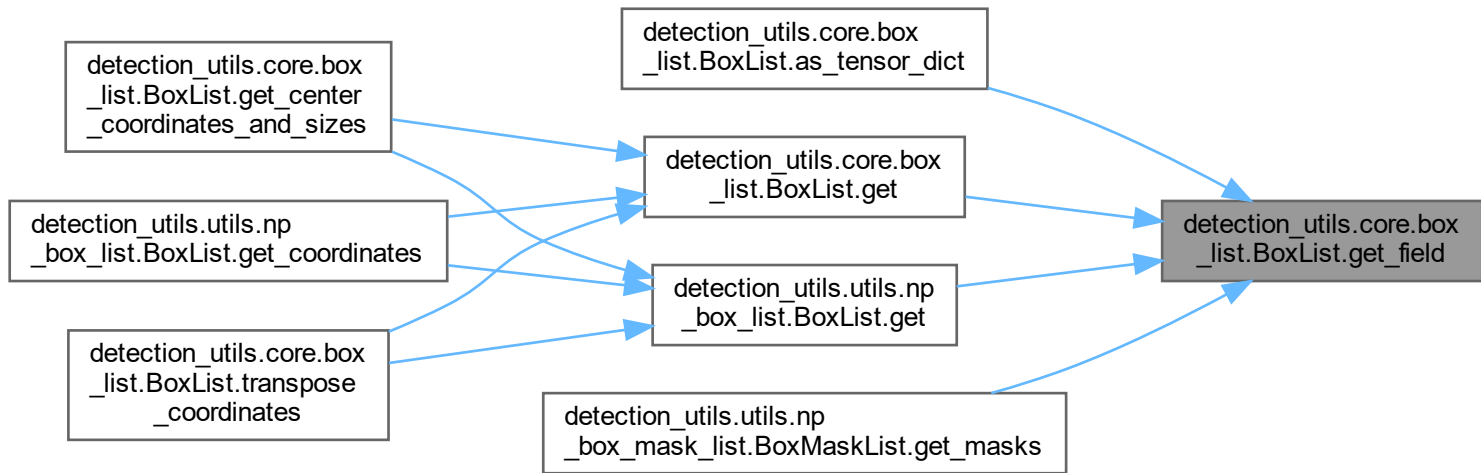 detection_utils.core.box
_list.BoxList.as_tensor_dict
detection_utils.core.box
_list.BoxList.get_center
_coordinates_and_sizes
detection_utils.core.box
_list.BoxList.get
detection_utils.utils.np
_box_list.BoxList.get_coordinates
detection_utils.core.box
_list.BoxList.get_field
detection_utils.utils.np
_box_list.BoxList.get
detection_utils.core.box
_list.BoxList.transpose
_coordinates
detection_utils.utils.np
_box_mask_list.BoxMaskList.get_masks